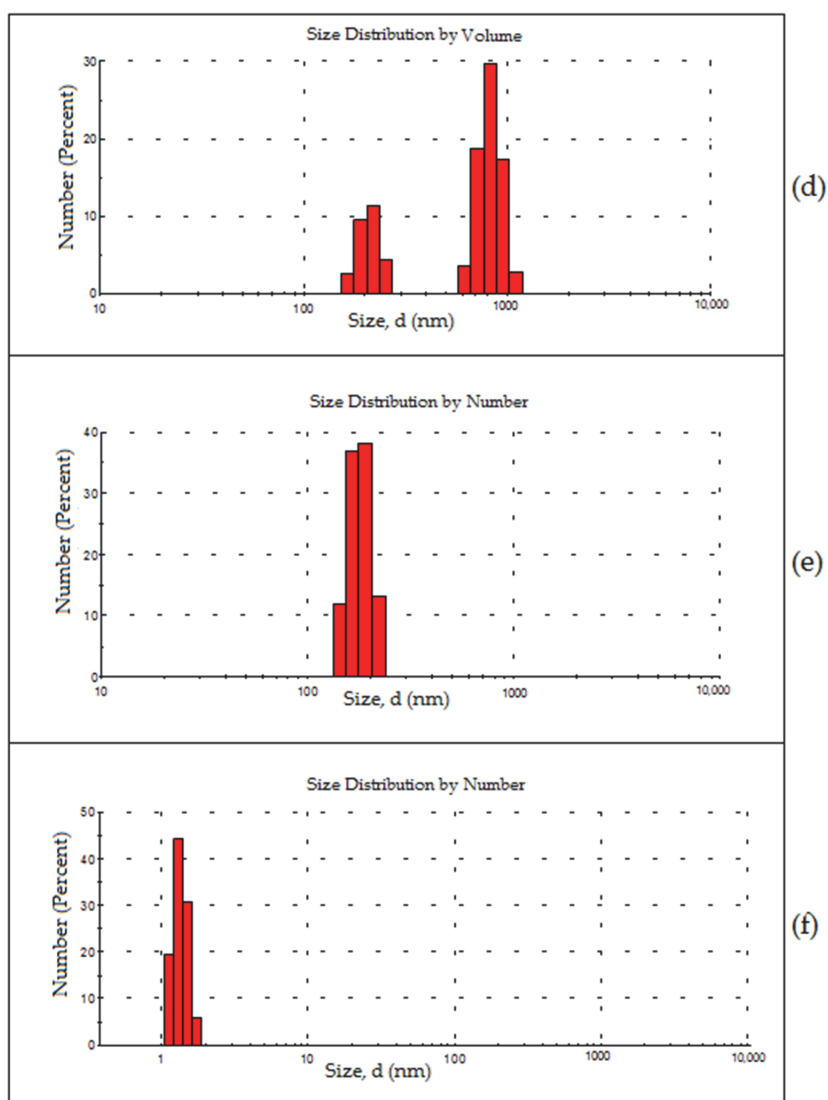 Size Distribution by Volume
Number (Percent)
30
20
10
0
10
100
1000
10,000
Size, d (nm)
(d)
Size Distribution by Number
Number (Percent)
40
30
20
10
0
10
100
1000
10,000
Size, d (nm)
(e)
Size Distribution by Number
Number (Percent)
50
40
30
20
10
0
1
10
100
1000
10,000
Size, d (nm)
(f)